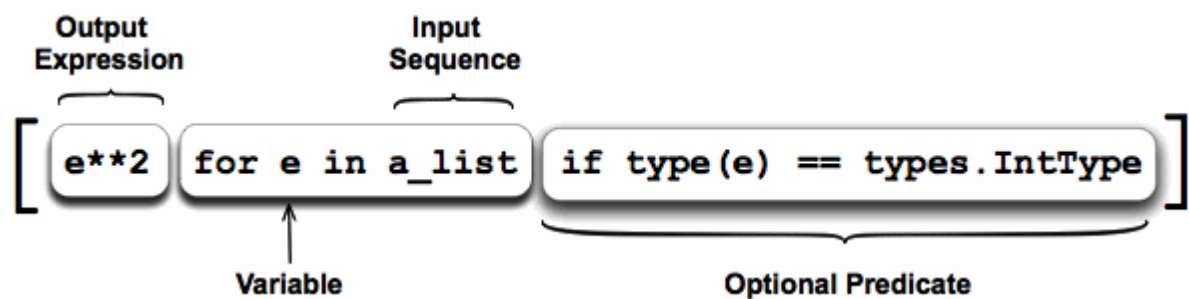 Output
Expression
Input
Sequence
[ e**2 for e in a_list if type(e) == types.IntType ]
Variable
Optional Predicate